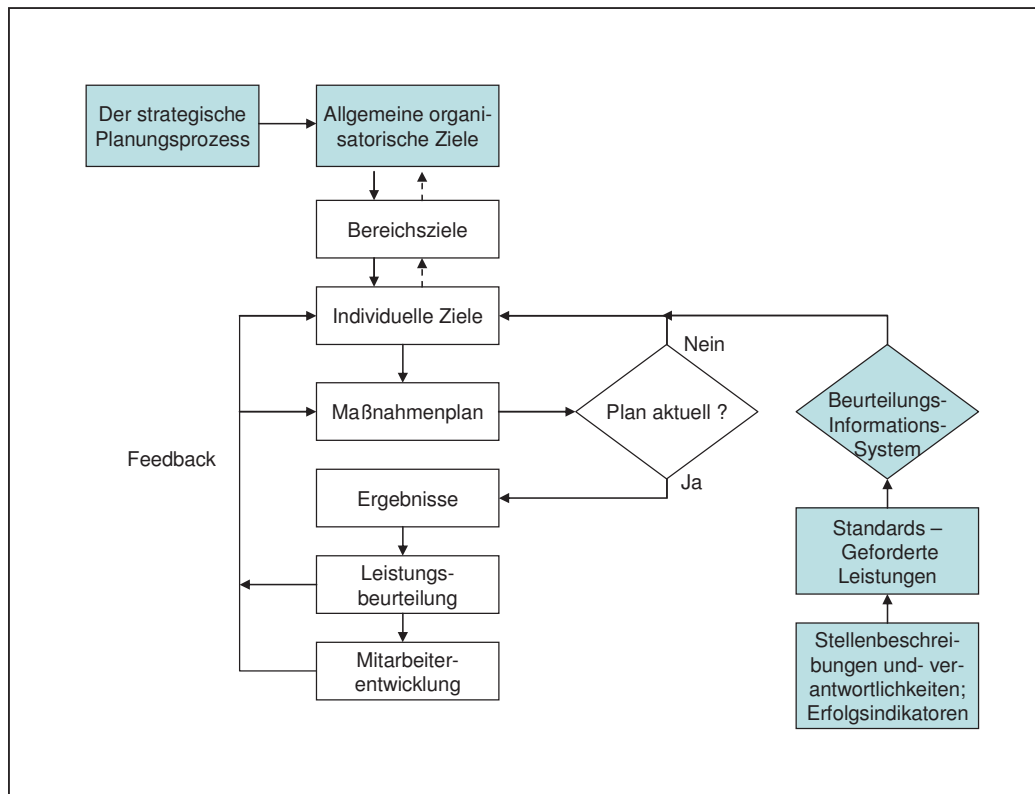 Der strategische
Planungsprozess
Allgemeine organi-
satorische Ziele
Bereichsziele
Individuelle Ziele
Nein
Maßnahmenplan
Plan aktuell ?
Beurteilungs-
Informations-
System
Feedback
Ja
Ergebnisse
Standards –
Geforderte
Leistungen
Leistungs-
beurteilung
Mitarbeiter-
entwicklung
Stellenbeschrei-
bungen und- ver-
antwortlichkeiten;
Erfolgsindikatoren